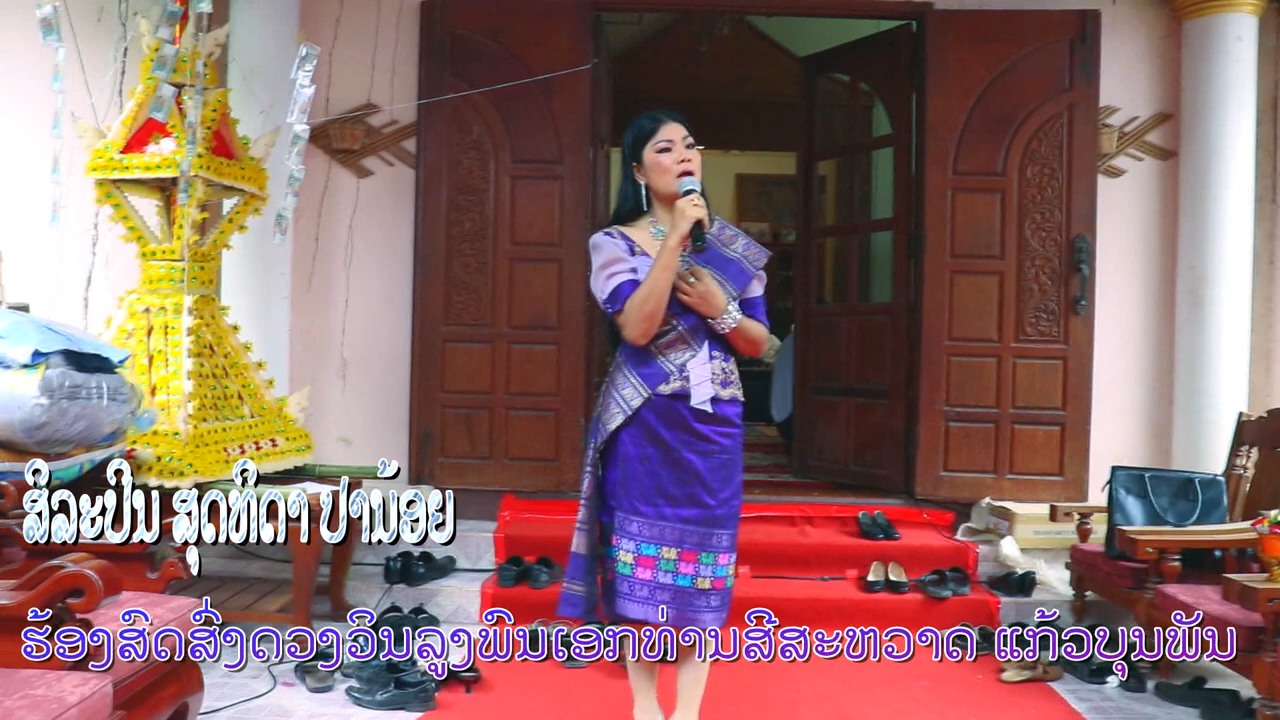 ສິລະປິນ ສຸດທິດາ ປານ້ອຍ
ຮ້ອງສົດສົ່ງດວງວິນລູງພົນເອກທ່ານສີສະຫວາດ ແກ້ວບຸນພັນ